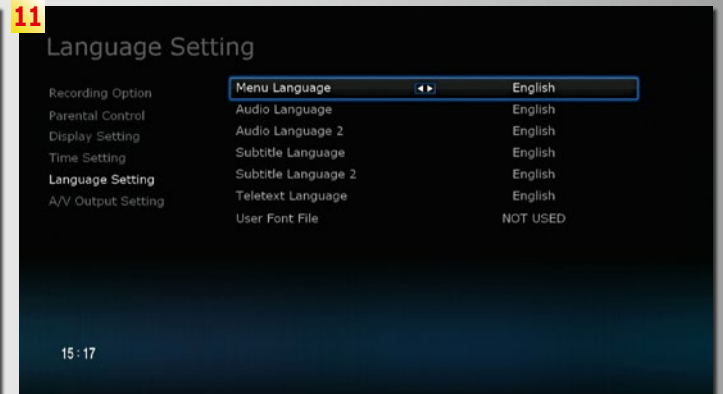 11
Language Setting
Recording Option
Parental Control
Display Setting
Time Setting
Language Setting
A/V Output Setting
Menu Language English
Audio Language English
Audio Language 2 English
Subtitle Language English
Subtitle Language 2 English
Teletext Language English
User Font File NOT USED
15:17